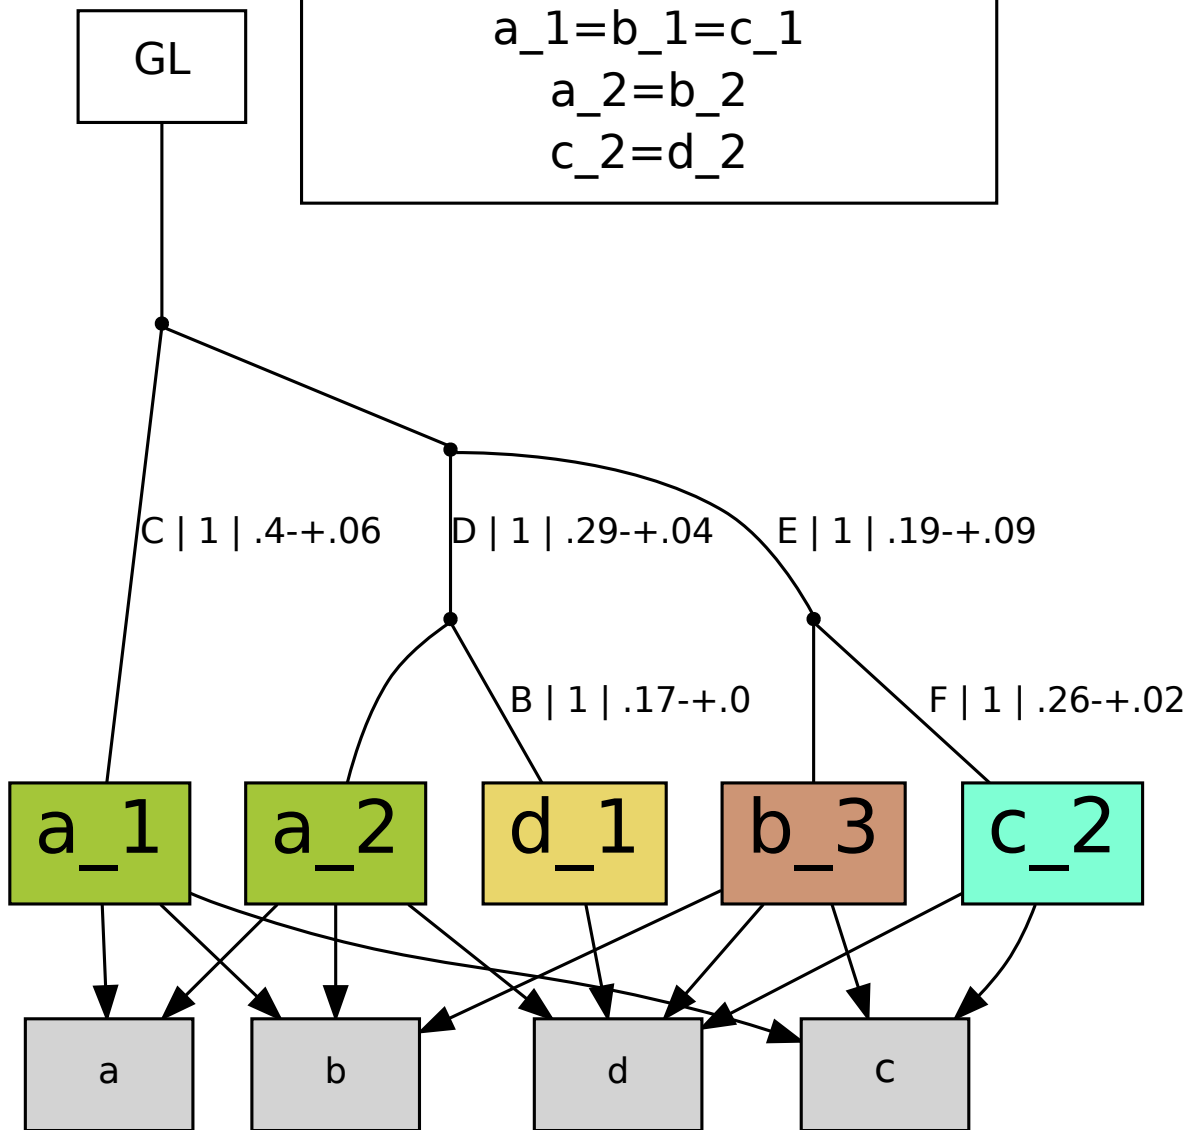 GL
a_1=b_1=c_1
a_2=b_2
c_2=d_2
C | 1 | .4-+.06
D | 1 | .29-+.04
E | 1 | .19-+.09
B | 1 | .17-+.0
F | 1 | .26-+.02
a_1
a_2
d_1
b_3
c_2
a
b
d
c